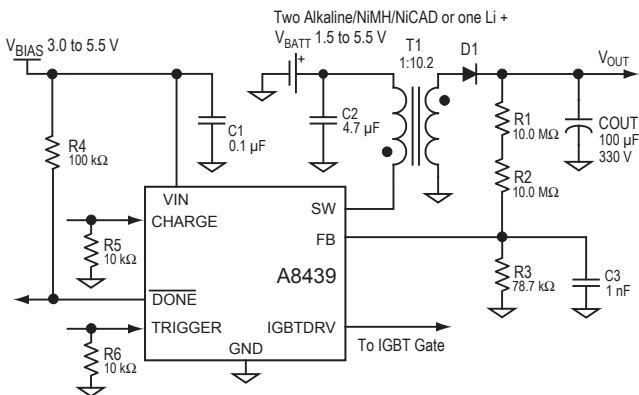 Two Alkaline/NiMH/NiCAD or one Li +
VBIAS 3.0 to 5.5 V
VBATT 1.5 to 5.5 V
+
T1
1:10.2
D1
VOUT
R4
100 kΩ
C1
0.1 µF
C2
4.7 µF
R1
10.0 MΩ
COUT
100 µF
330 V
R2
10.0 MΩ
VIN
SW
CHARGE
FB
R5
10 kΩ
A8439
R3
78.7 kΩ
C3
1 nF
DONE
TRIGGER
IGBTDRV
To IGBT Gate
GND
R6
10 kΩ